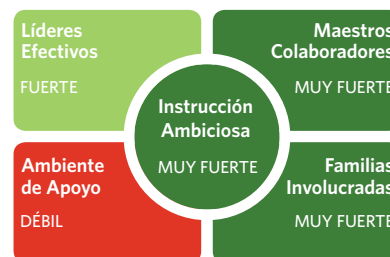 Líderes
Efectivos
FUERTE
Maestros
Colaboradores
MUY FUERTE
Instrucción
Ambiciosa
MUY FUERTE
Ambiente
de Apoyo
DÉBIL
Familias
Involucradas
MUY FUERTE